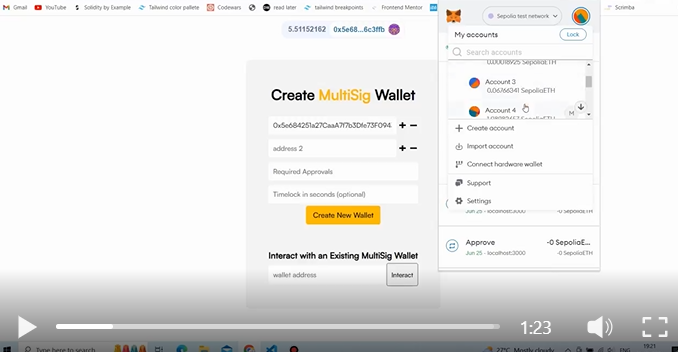 Gmail
YouTube
Solidity by Example
Tailwind color pallete
Codewars
read later
tailwind breakpoints
Frontend Mentor
Scrimba
5.51152162
0x5e68...6c3ffb
Create MultiSig Wallet
0x5e684251a27CaaA7f7b3Dfe73F094
address 2
Required Approvals
Timelock in seconds (optional)
Create New Wallet
Interact with an Existing MultiSig Wallet
wallet address
Interact
Sepolia test network
My accounts
Lock
Search accounts
Account 3
0.06766341 SepoliaETH
Account 4
M
Create account
Import account
Connect hardware wallet
Support
Settings
Jun 25 - localhost:3000
-0 SepoliaETH
Approve
-0 SepoliaE...
Jun 25 - localhost:3000
-0 SepoliaETH
1:23
Type here to search
27°C Mostly cloudy
19:21